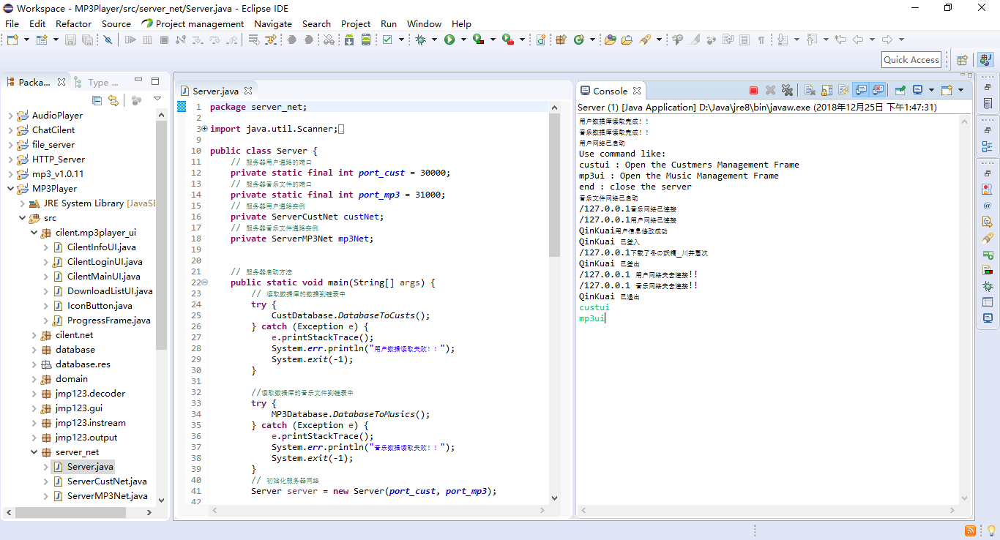 Workspace - MP3Player/src/server_net/Server.java - Eclipse IDE
File Edit Refactor Source Project management Navigate Search Project Run Window Help
Quick Access
Packa...
Type ...
AudioPlayer
ChatCilent
file_server
HTTP_Server
mp3_v1.0.11
MP3Player
JRE System Library [JavaSE
src
cilent.mp3player_ui
CilentInfoUI.java
CilentLoginUI.java
CilentMainUI.java
DownloadListUI.java
IconButton.java
ProgressFrame.java
cilent.net
database
database.res
domain
jmp123.decoder
jmp123.gui
jmp123.instream
jmp123.output
server_net
Server.java
ServerCustNet.java
ServerMP3Net.java
Server.java
1 package server_net;
2
3 import java.util.Scanner;
9
10 public class Server {
11 // 服务器用户通路的端口
12 private static final int port_cust = 30000;
13 // 服务器音乐文件的端口
14 private static final int port_mp3 = 31000;
15 // 服务器用户通路实例
16 private ServerCustNet custNet;
17 // 服务器音乐文件通路实例
18 private ServerMP3Net mp3Net;
19
20
21 // 服务器启动方法
22 public static void main(String[] args) {
23 // 读取数据库的数据到链表中
24 try {
25 CustDatabase.DatabaseToCusts();
26 } catch (Exception e) {
27 e.printStackTrace();
28 System.err.println("用户数据读取失败！！");
29 System.exit(-1);
30 }
31
32 //读取数据库的音乐文件到链表中
33 try {
34 MP3Database.DatabaseToMusics();
35 } catch (Exception e) {
36 e.printStackTrace();
37 System.err.println("音乐数据读取失败！！");
38 System.exit(-1);
39 }
40 // 初始化服务器网络
41 Server server = new Server(port_cust, port_mp3);
42
Console
Server (1) [Java Application] D:\Java\jre8\bin\javaw.exe (2018年12月25日 下午1:47:31)
用户数据库读取完成！！
音乐数据库读取完成！！
用户网络已启动
Use command like:
custui : Open the Custmers Management Frame
mp3ui : Open the Music Management Frame
end : close the server
音乐文件网络已启动
/127.0.0.1音乐网络已连接
/127.0.0.1用户网络已连接
QinKuai用户信息修改成功
QinKuai 已登入
/127.0.0.1下载了冬の妖精_川井憲次
QinKuai 已登出
/127.0.0.1 用户网络失去连接!!
/127.0.0.1 音乐网络失去连接!!
QinKuai 已退出
custui
mp3ui